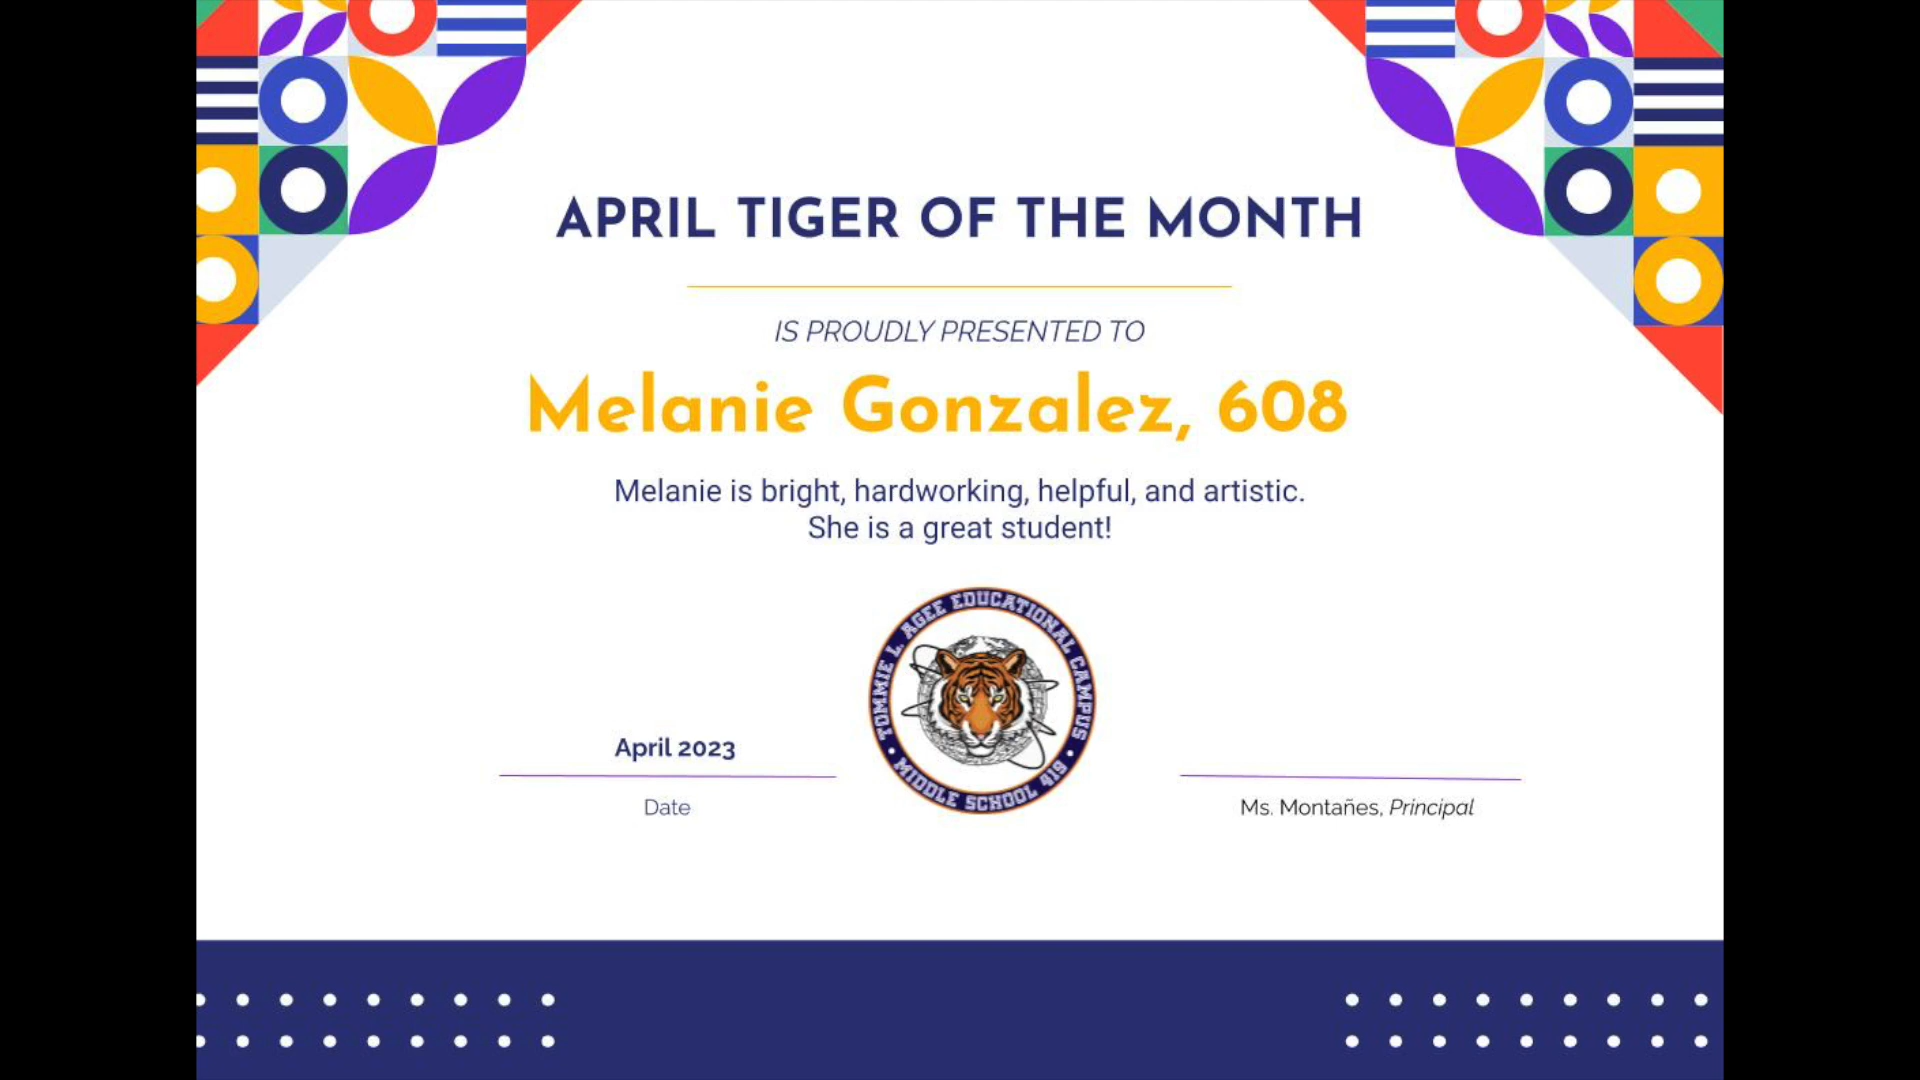 APRIL TIGER OF THE MONTH
IS PROUDLY PRESENTED TO
Melanie Gonzalez, 608
Melanie is bright, hardworking, helpful, and artistic.
She is a great student!
TOMMIE L. AGEE EDUCATIONAL CAMPUS
MIDDLE SCHOOL 419
April 2023
Date
Ms. Montañes, Principal